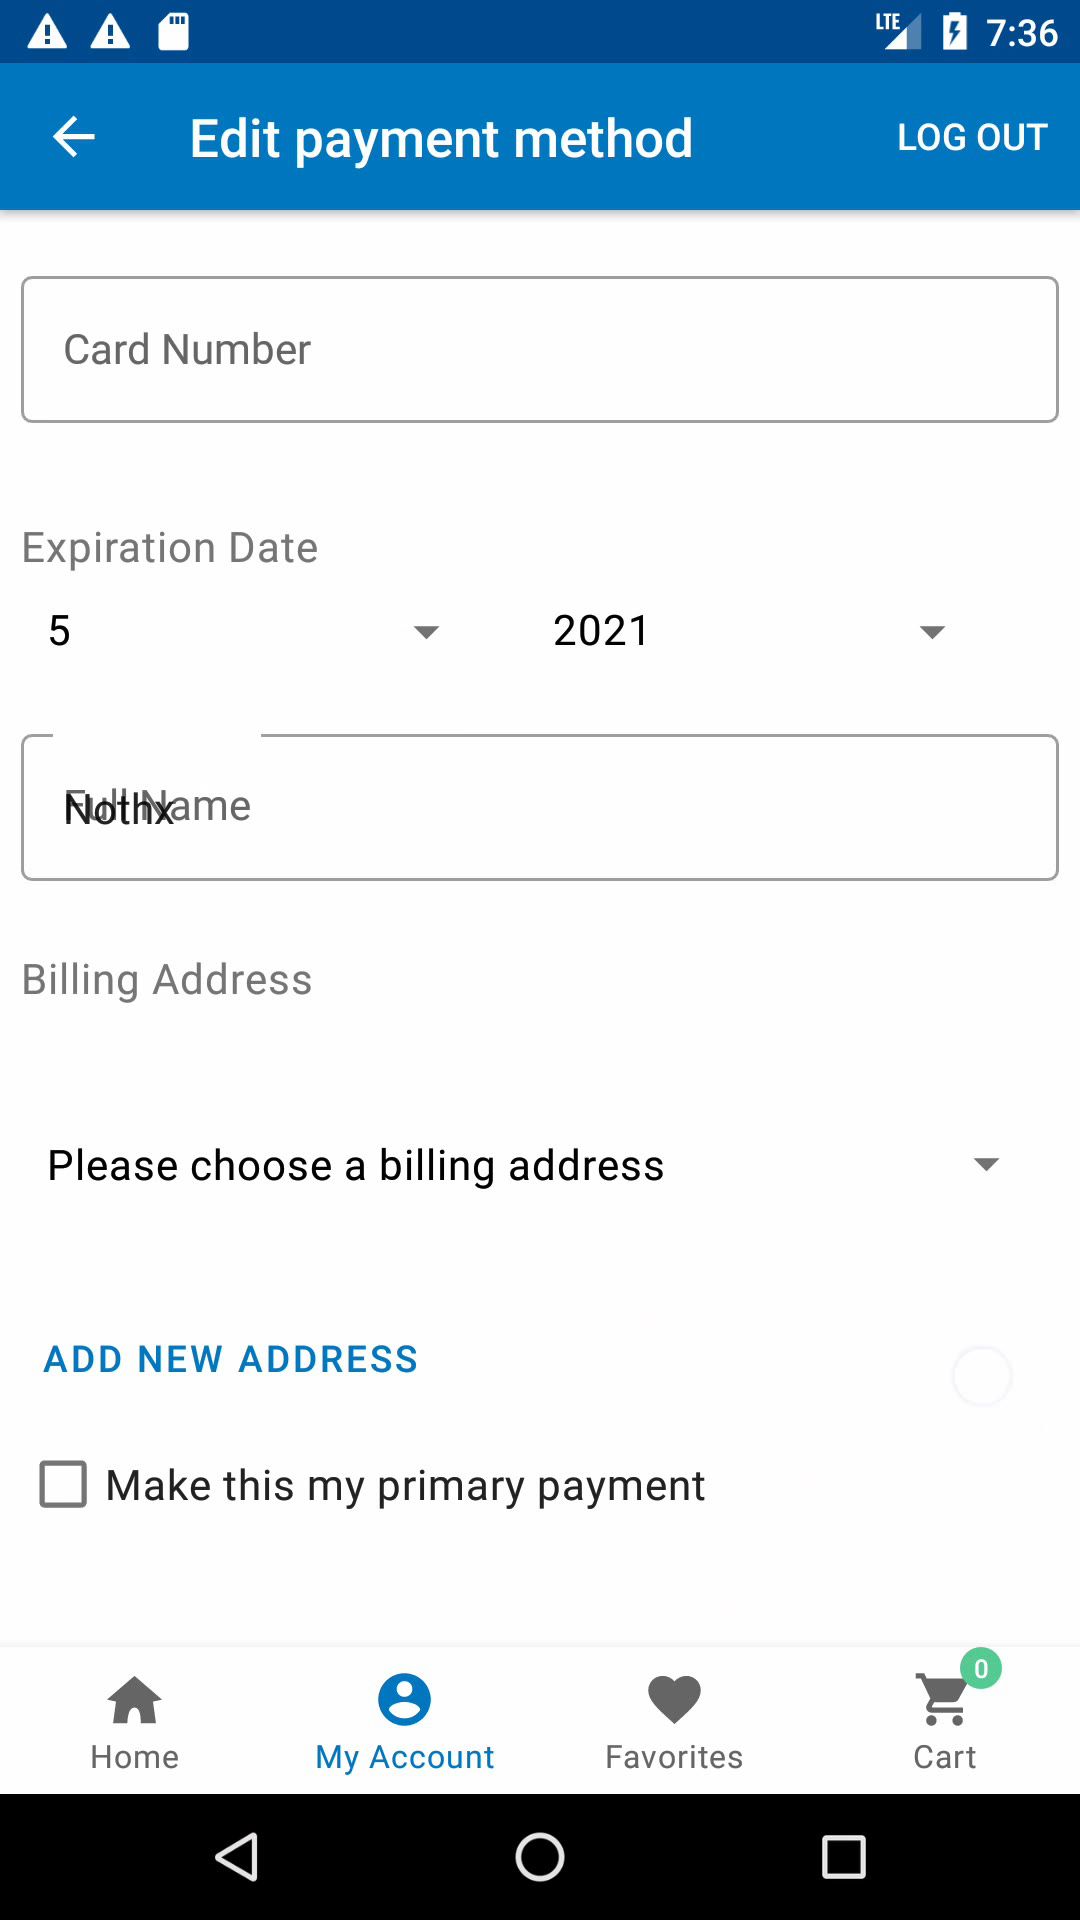 LTE 7:36
Edit payment method LOG OUT
Card Number
Expiration Date
5 2021
Full Name
Nothx
Billing Address
Please choose a billing address
ADD NEW ADDRESS
Make this my primary payment
0
Home My Account Favorites Cart